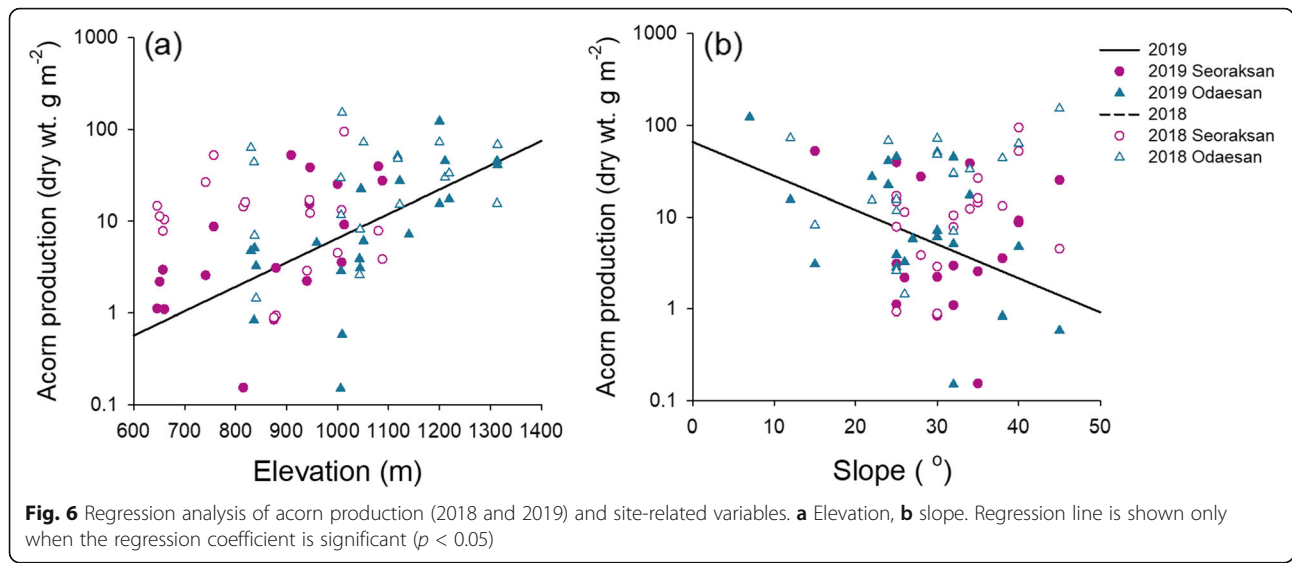 (a)
Acorn production (dry wt. g m⁻²)
1000
100
10
1
0.1
600 700 800 900 1000 1100 1200 1300 1400
Elevation (m)
(b)
Acorn production (dry wt. g m⁻²)
1000
100
10
1
0.1
0 10 20 30 40 50
Slope ( °)
2019
2019 Seoraksan
2019 Odaesan
2018
2018 Seoraksan
2018 Odaesan
Fig. 6 Regression analysis of acorn production (2018 and 2019) and site-related variables. a Elevation, b slope. Regression line is shown only
when the regression coefficient is significant (p < 0.05)